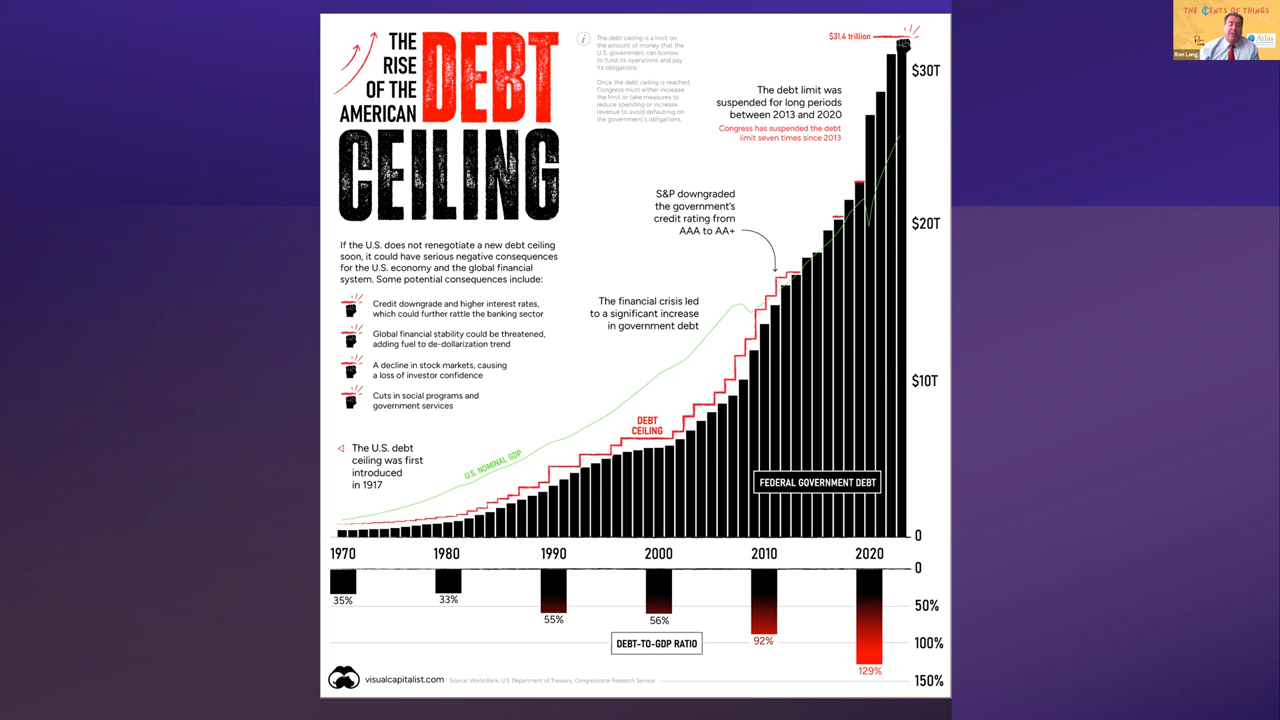 THE
RISE
OF THE
AMERICAN
DEBT
CEILING
The debt ceiling is a limit on
the amount of money that the
U.S. government can borrow
to fund its operations and pay
its obligations.
Once the debt ceiling is reached,
Congress must either increase
the limit or take measures to
reduce spending or increase
revenue to avoid defaulting on
the government's obligations.
$31.4 trillion
THE CENTS OF THINGS
Atlas
Ron Lang
$30T
The debt limit was
suspended for long periods
between 2013 and 2020
Congress has suspended the debt
limit seven times since 2013
S&P downgraded
the government's
credit rating from
AAA to AA+
$20T
If the U.S. does not renegotiate a new debt ceiling
soon, it could have serious negative consequences
for the U.S. economy and the global financial
system. Some potential consequences include:
Credit downgrade and higher interest rates,
which could further rattle the banking sector
Global financial stability could be threatened,
adding fuel to de-dollarization trend
A decline in stock markets, causing
a loss of investor confidence
Cuts in social programs and
government services
The financial crisis led
to a significant increase
in government debt
$10T
DEBT
CEILING
U.S. NOMINAL GDP
The U.S. debt
ceiling was first
introduced
in 1917
FEDERAL GOVERNMENT DEBT
0
1970 1980 1990 2000 2010 2020
0
35% 33% 55% 56% 92% 129%
50%
DEBT-TO-GDP RATIO
100%
150%
visualcapitalist.com
Source: World Bank, U.S. Department of Treasury, Congressional Research Service